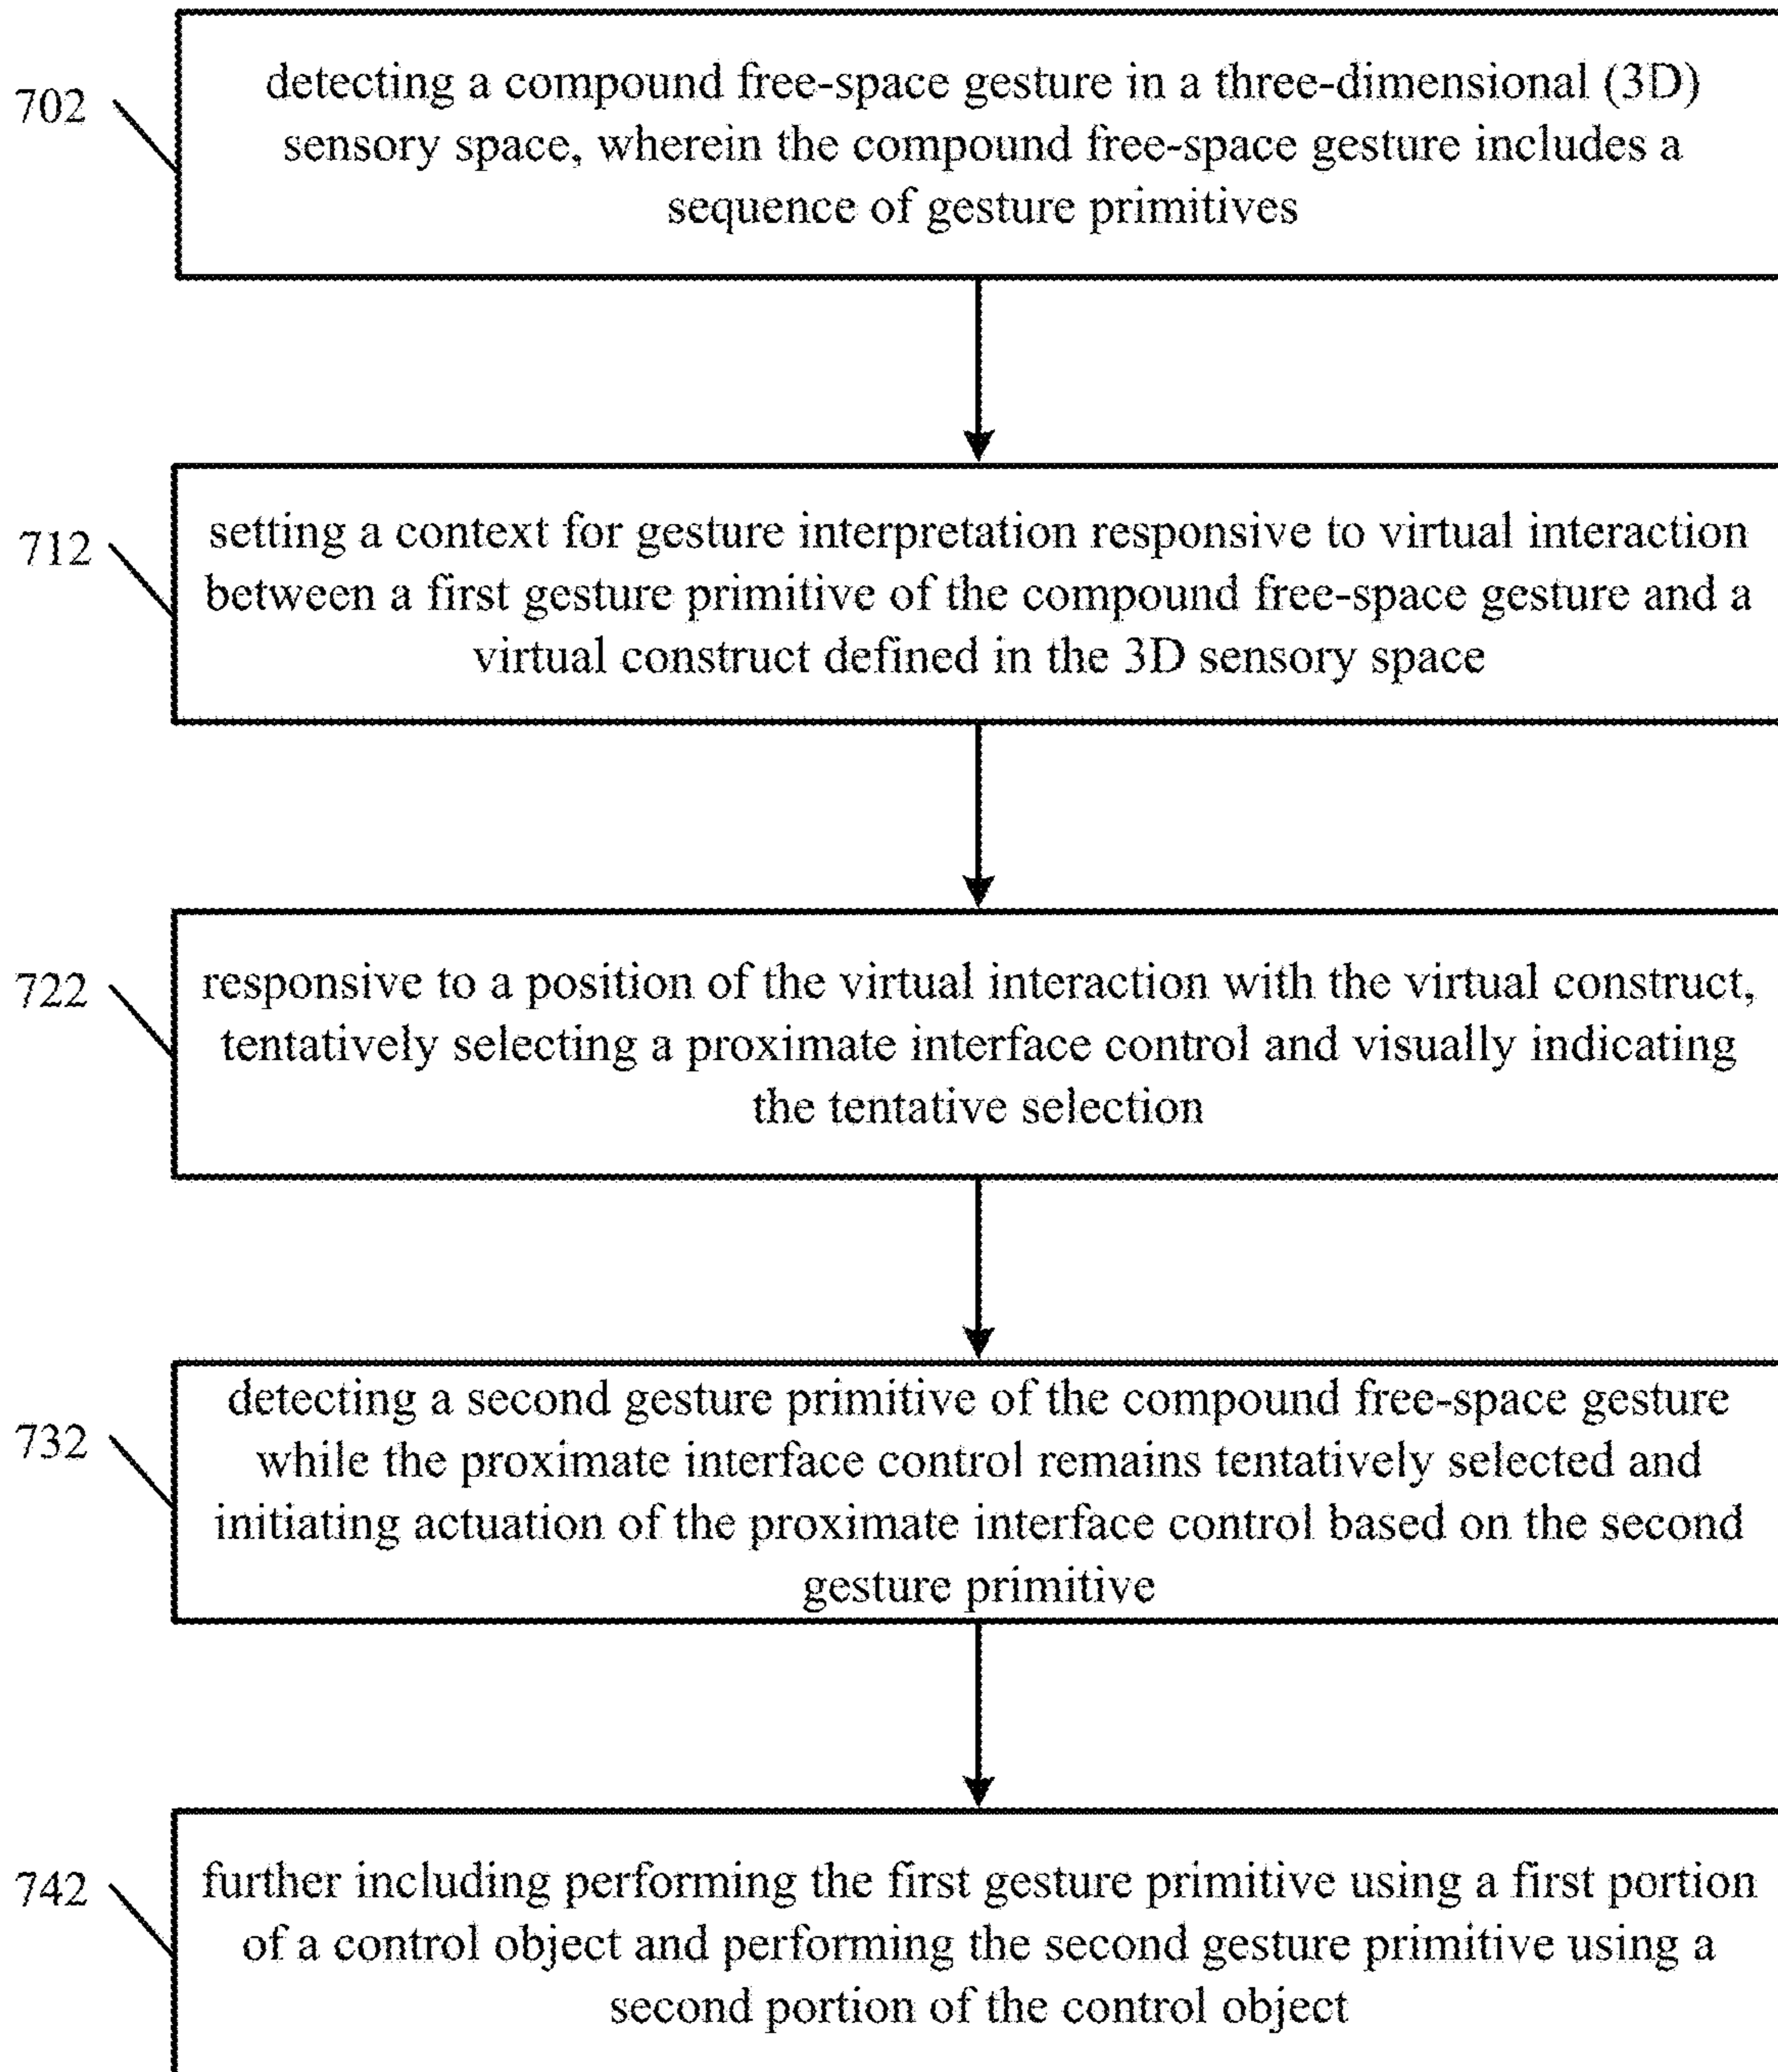 detecting a compound free-space gesture in a three-dimensional (3D)
702
sensory space, wherein the compound free-space gesture includes a
sequence of gesture primitives
setting a context for gesture interpretation responsive to virtual interaction
712
between a first gesture primitive of the compound free-space gesture and a
virtual construct defined in the 3D sensory space
responsive to a position of the virtual interaction with the virtual construct,
722
tentatively selecting a proximate interface control and visually indicating
the tentative selection
detecting a second gesture primitive of the compound free-space gesture
732
while the proximate interface control remains tentatively selected and
initiating actuation of the proximate interface control based on the second
gesture primitive
742
further including performing the first gesture primitive using a first portion
of a control object and performing the second gesture primitive using a
second portion of the control object